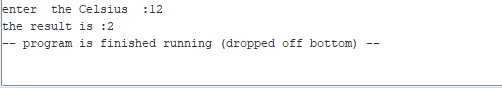 enter  the Celsius  :12
the result is :2
-- program is finished running (dropped off bottom) --